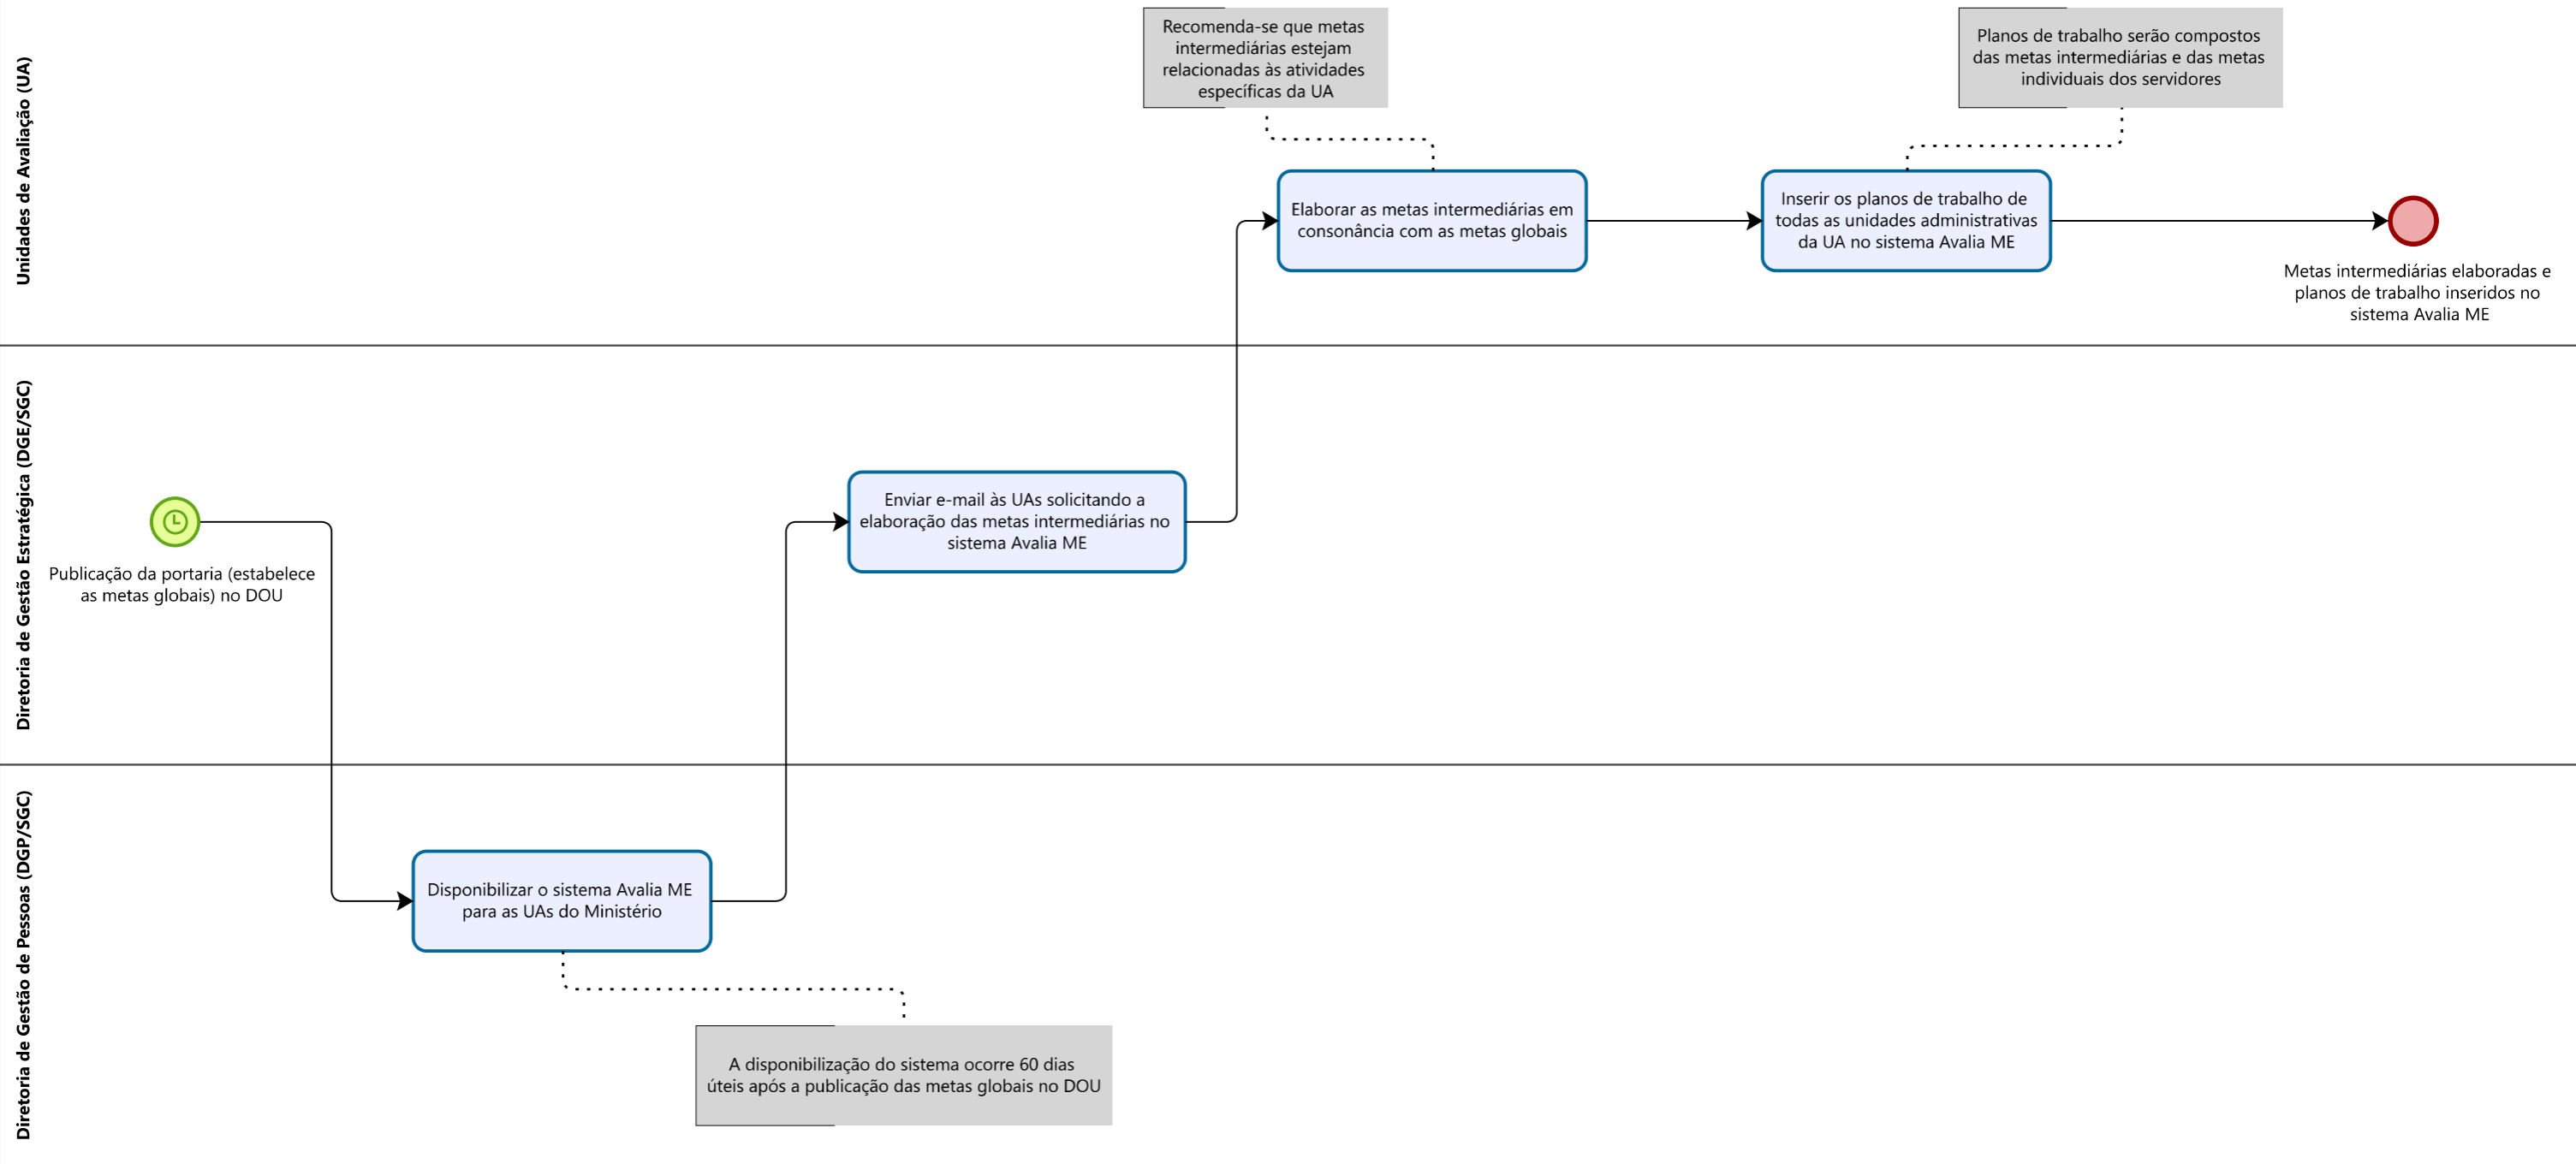 Unidades de Avaliação (UA)
Recomenda-se que metas
intermediárias estejam
relacionadas às atividades
específicas da UA
Planos de trabalho serão compostos
das metas intermediárias e das metas
individuais dos servidores
Elaborar as metas intermediárias em
consonância com as metas globais
Inserir os planos de trabalho de
todas as unidades administrativas
da UA no sistema Avalia ME
Metas intermediárias elaboradas e
planos de trabalho inseridos no
sistema Avalia ME
Diretoria de Gestão Estratégica (DGE/SGC)
Publicação da portaria (estabelece
as metas globais) no DOU
Enviar e-mail às UAs solicitando a
elaboração das metas intermediárias no
sistema Avalia ME
Diretoria de Gestão de Pessoas (DGP/SGC)
Disponibilizar o sistema Avalia ME
para as UAs do Ministério
A disponibilização do sistema ocorre 60 dias
úteis após a publicação das metas globais no DOU